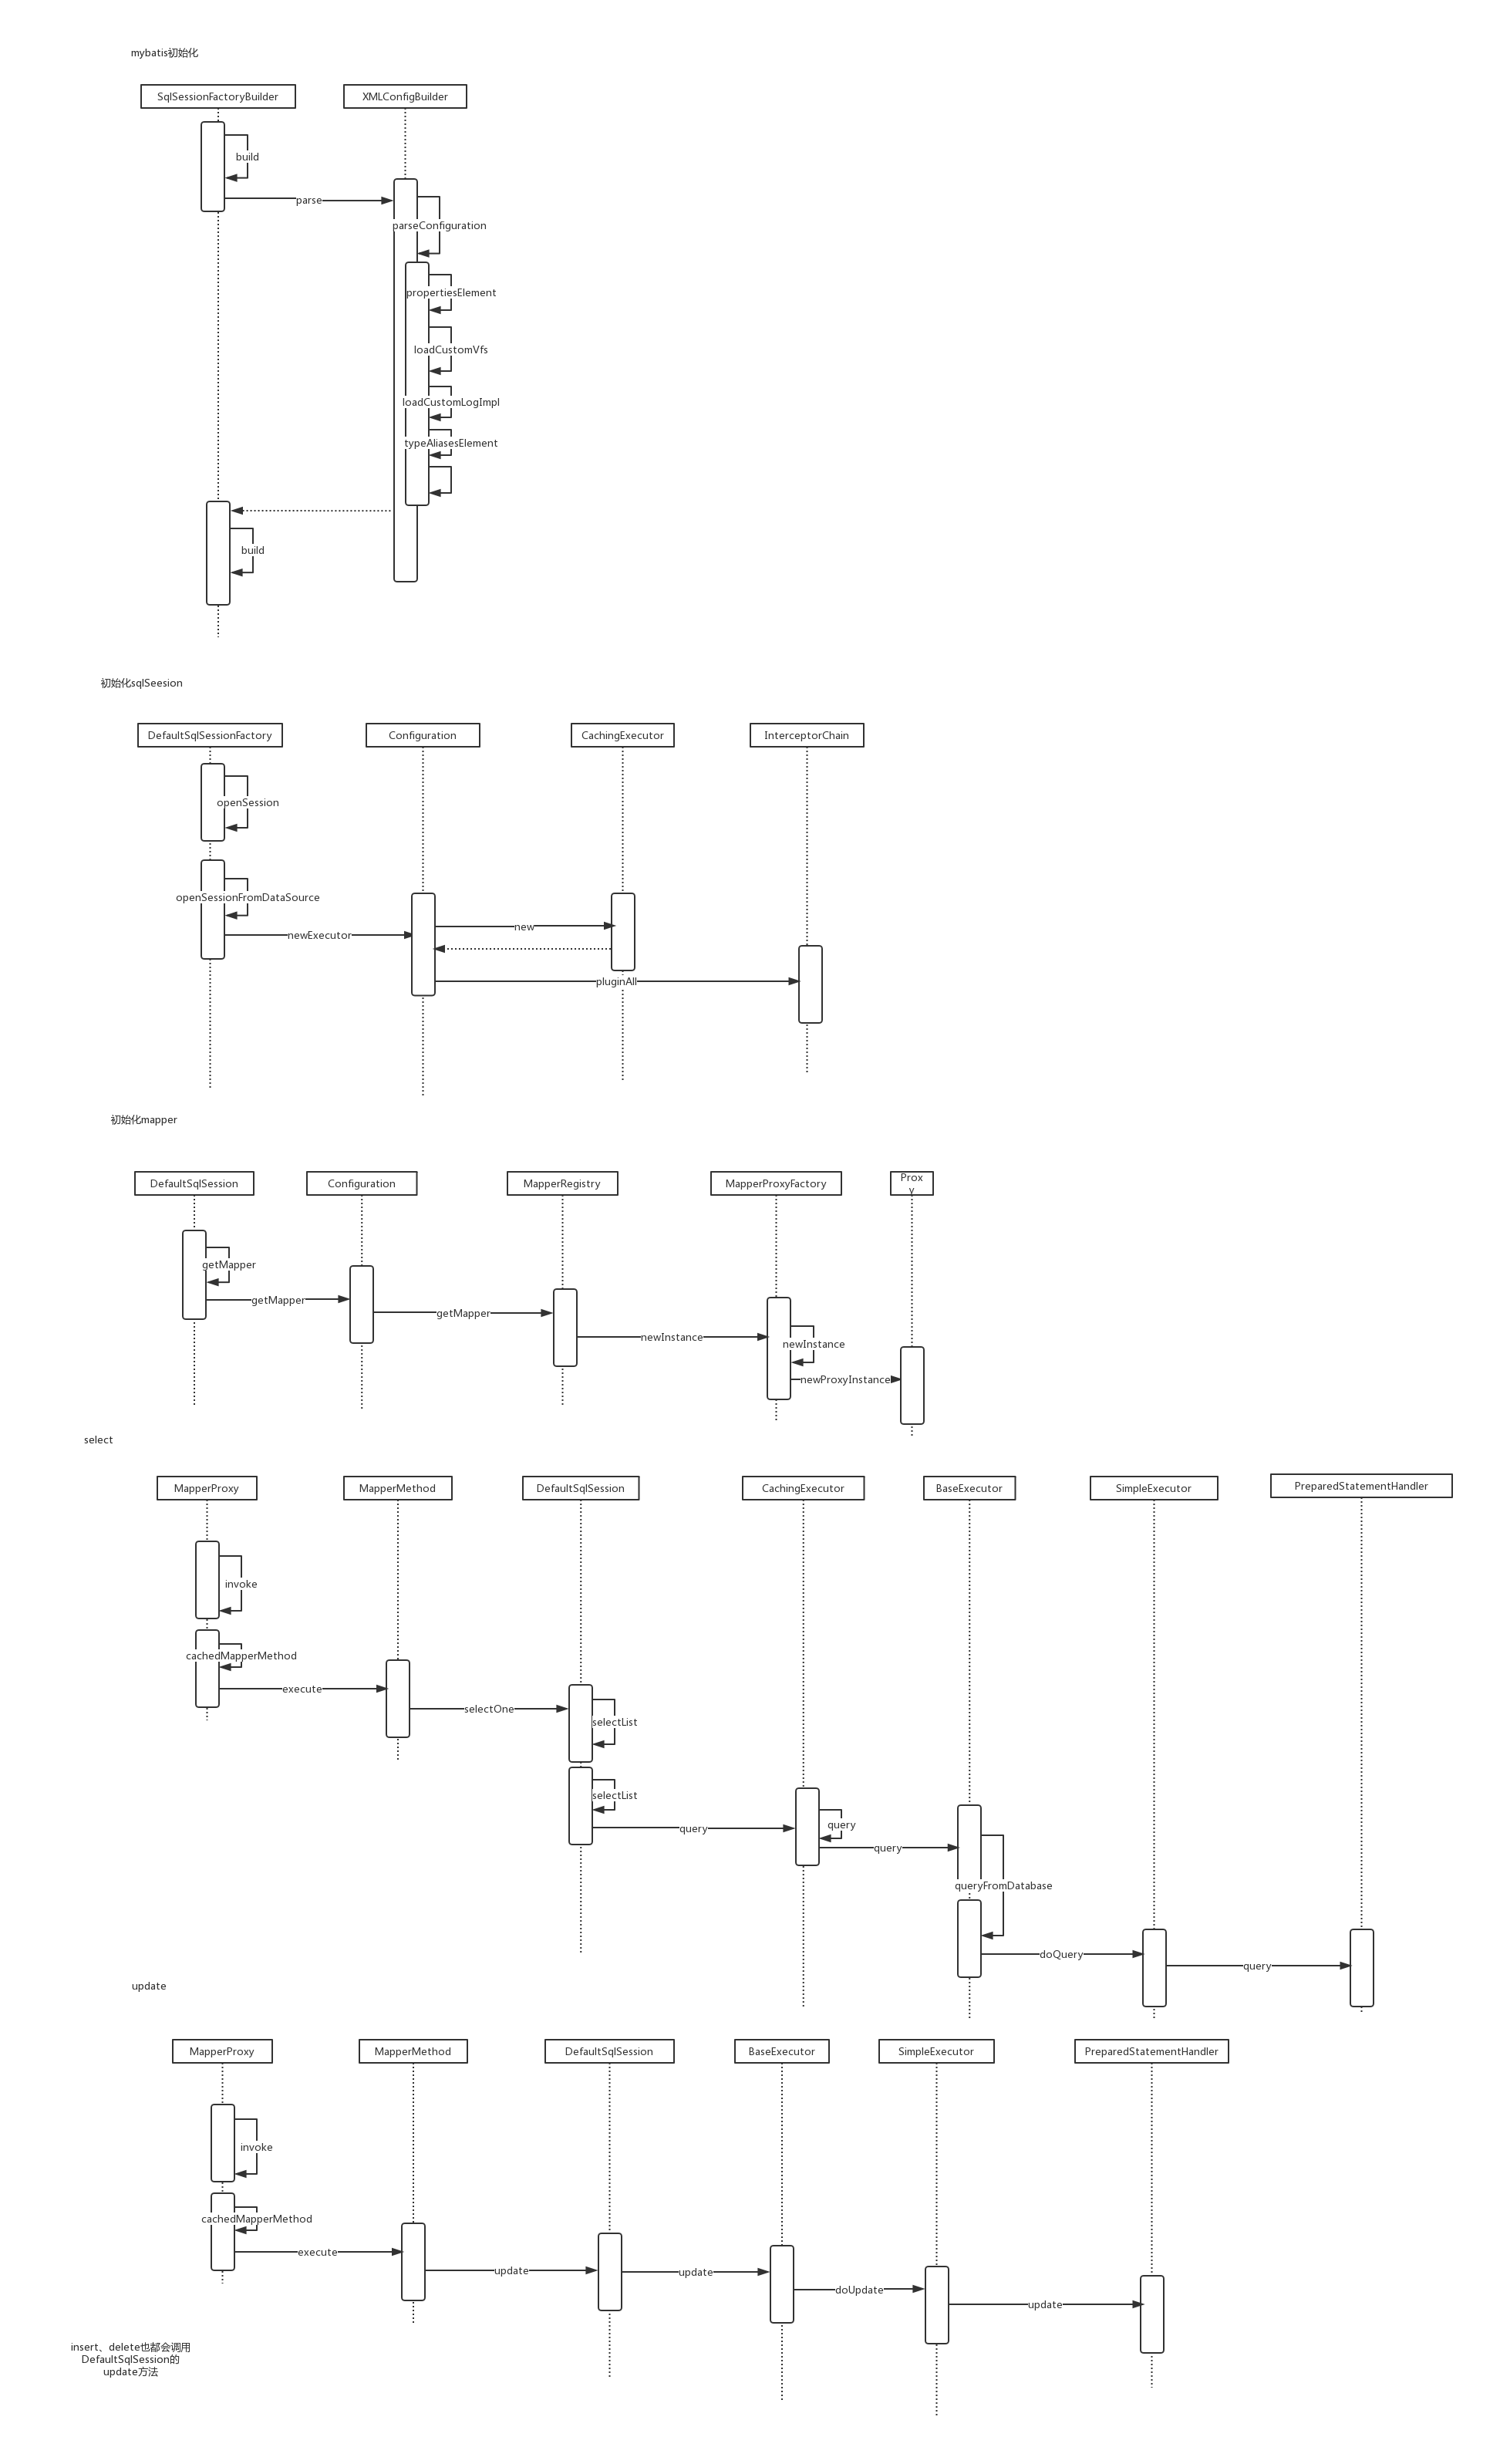 mybatis初始化
SqlSessionFactoryBuilder
XMLConfigBuilder
build
parse
parseConfiguration
propertiesElement
loadCustomVfs
loadCustomLogImpl
typeAliasesElement
build
初始化sqlSeesion
DefaultSqlSessionFactory
Configuration
CachingExecutor
InterceptorChain
openSession
openSessionFromDataSource
newExecutor
new
pluginAll
初始化mapper
DefaultSqlSession
Configuration
MapperRegistry
MapperProxyFactory
Prox
y
getMapper
getMapper
getMapper
newInstance
newInstance
newProxyInstance
select
MapperProxy
MapperMethod
DefaultSqlSession
CachingExecutor
BaseExecutor
SimpleExecutor
PreparedStatementHandler
invoke
cachedMapperMethod
execute
selectOne
selectList
selectList
query
query
query
queryFromDatabase
doQuery
query
update
MapperProxy
MapperMethod
DefaultSqlSession
BaseExecutor
SimpleExecutor
PreparedStatementHandler
invoke
cachedMapperMethod
execute
update
update
doUpdate
update
insert、delete也都会调用
DefaultSqlSession的
update方法